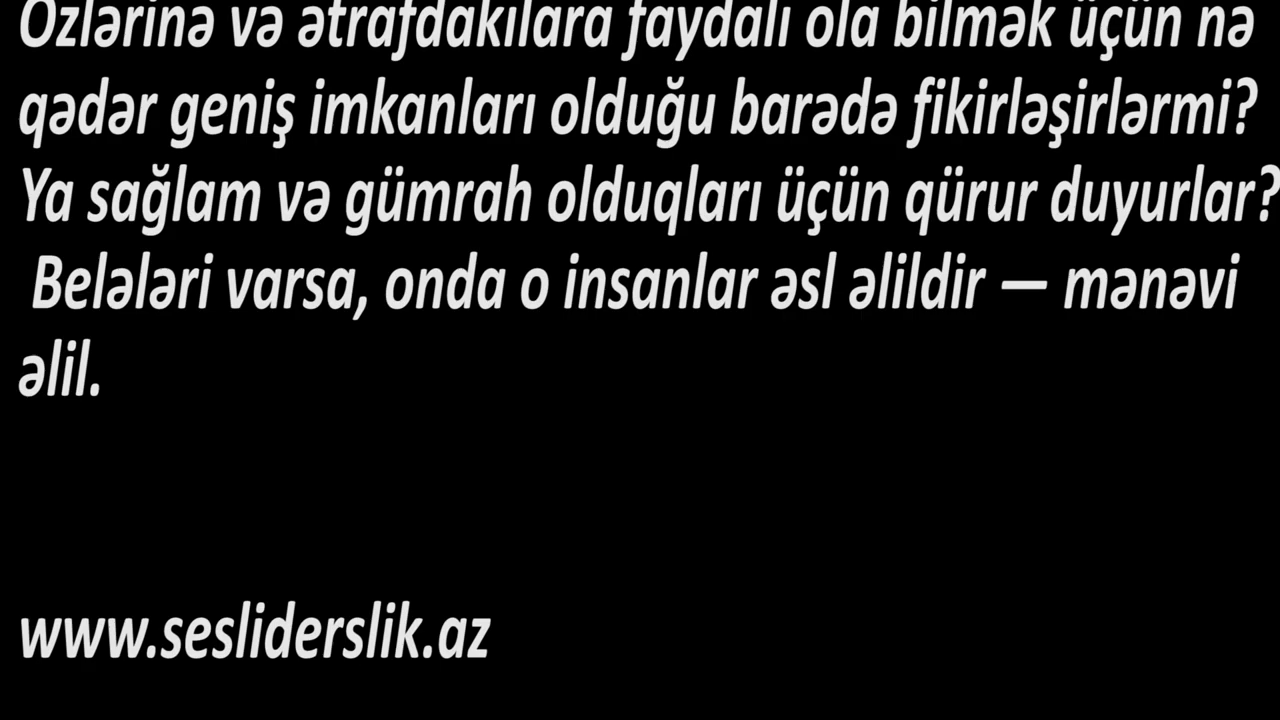 Özlərinə və ətrafdakılara faydalı ola bilmək üçün nə
qədər geniş imkanları olduğu barədə fikirləşirlərmi?
Ya sağlam və gümrah olduqları üçün qürur duyurlar?
Belələri varsa, onda o insanlar əsl əlildir — mənəvi
əlil.
www.sesliderslik.az